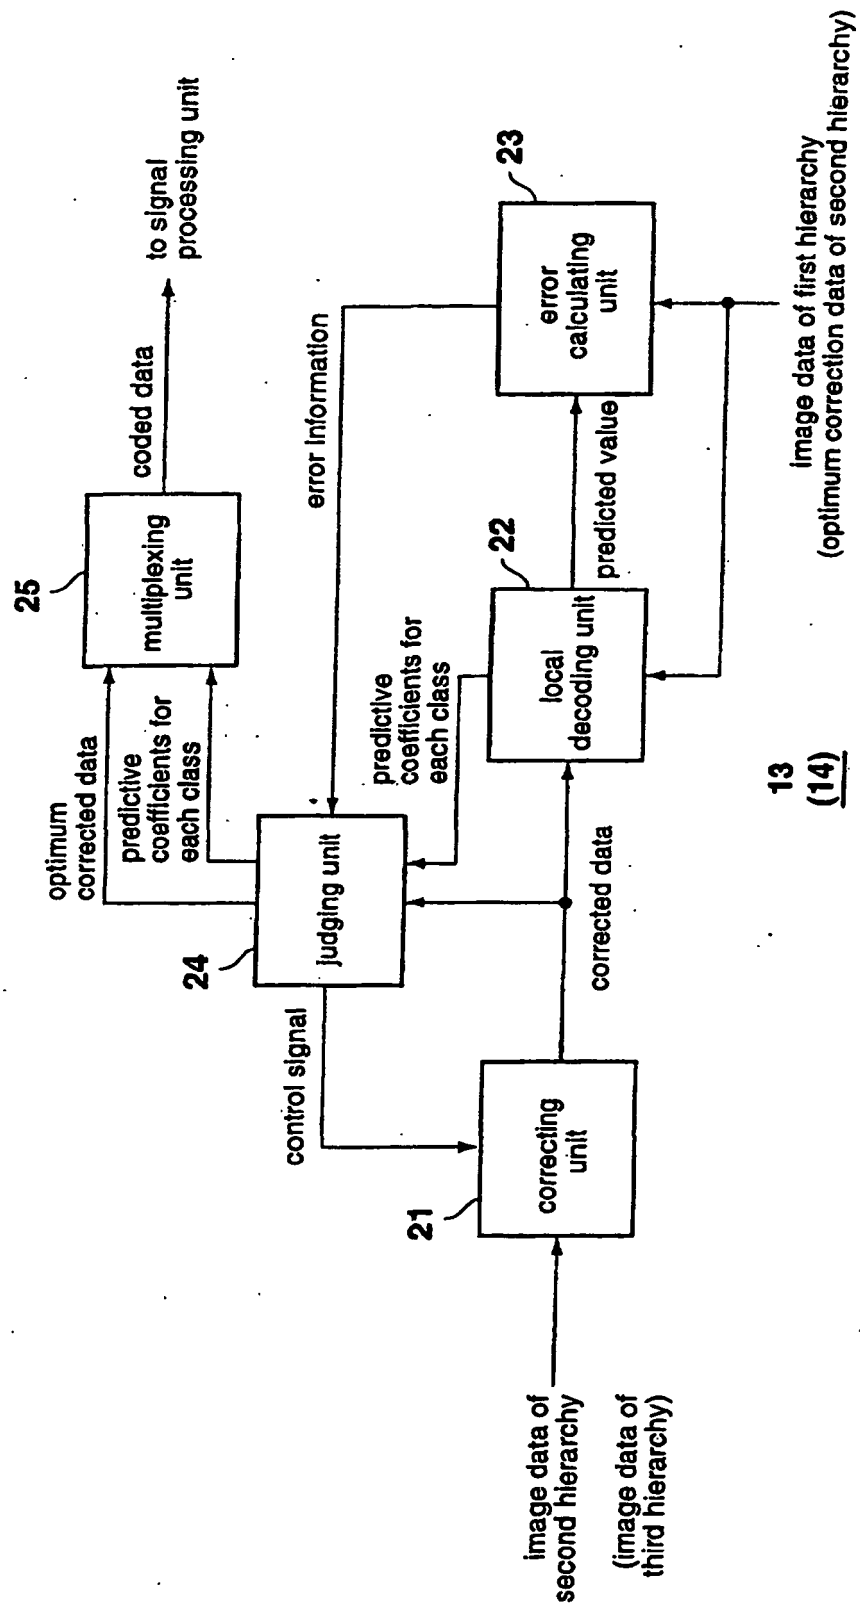 to signal
processing unit
coded data
25
multiplexing
unit
optimum
corrected data
predictive
coefficients for
each class
error information
23
error
calculating
unit
24
judging unit
predictive
coefficients for
each class
22
local
decoding unit
predicted value
control signal
corrected data
21
correcting
unit
image data of
second hierarchy
(image data of
third hierarchy)
image data of first hierarchy
(optimum correction data of second hierarchy)
13
(14)